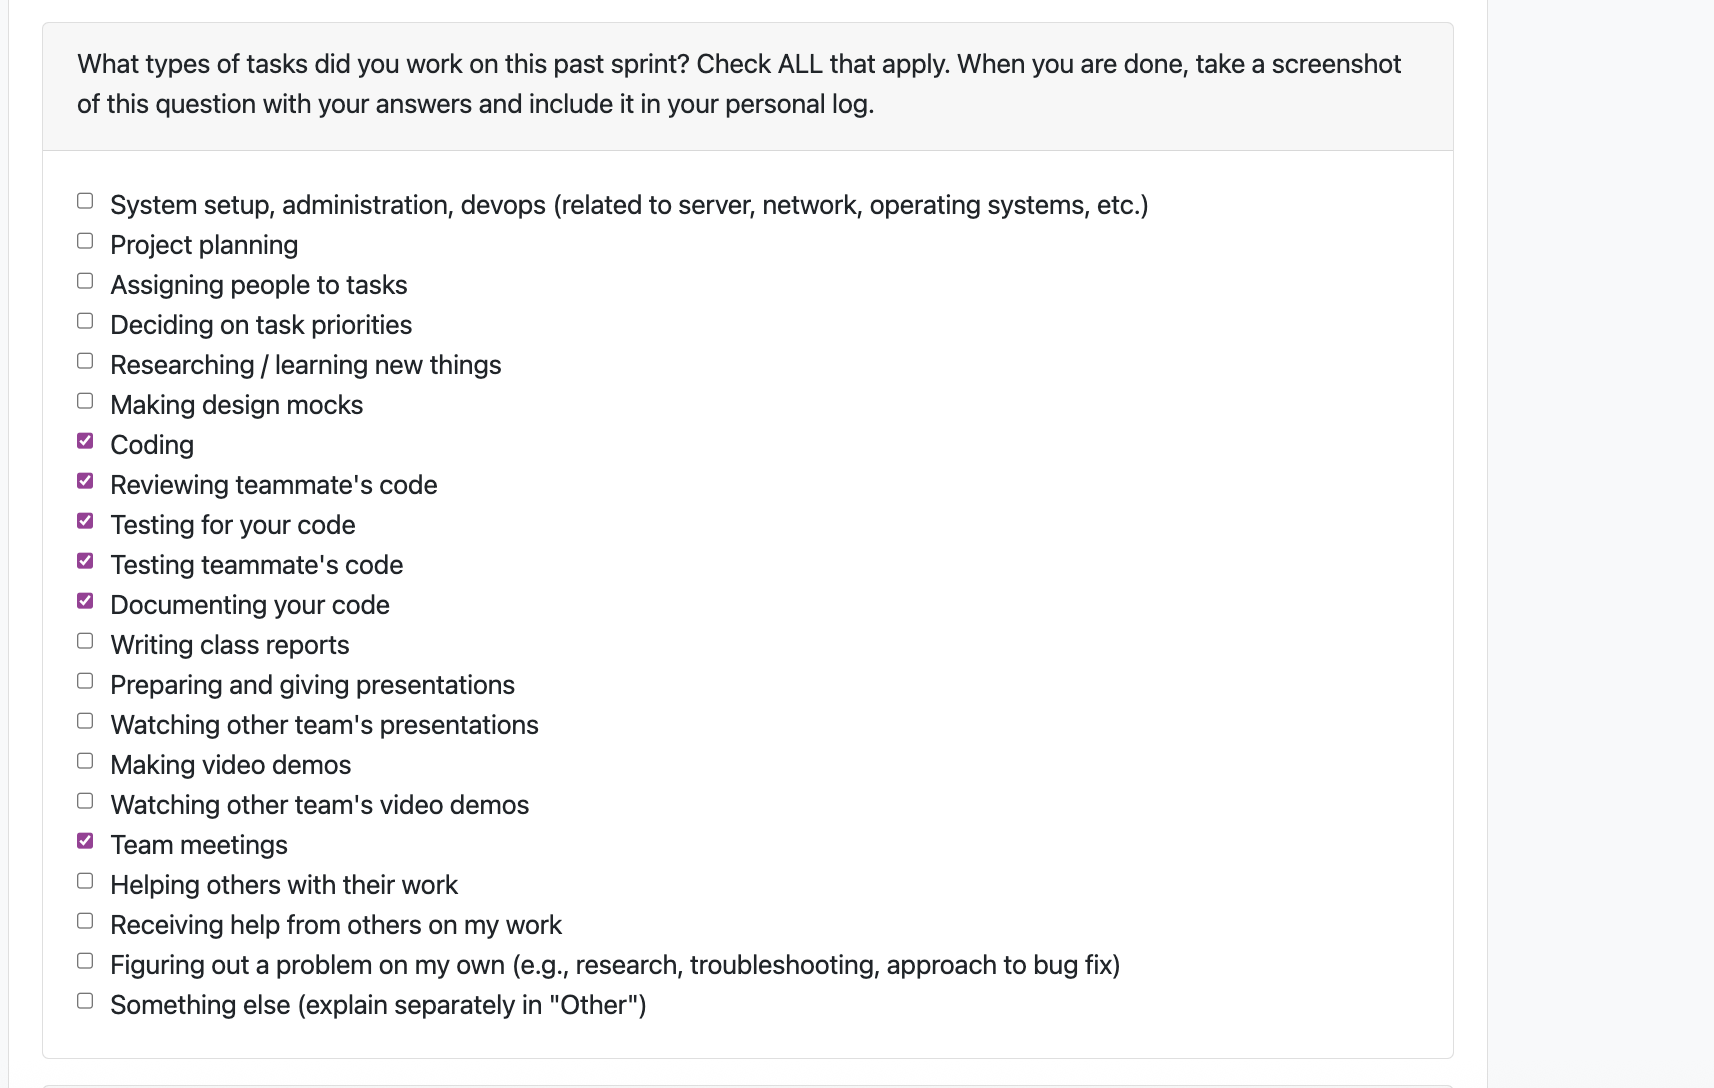 What types of tasks did you work on this past sprint? Check ALL that apply. When you are done, take a screenshot
of this question with your answers and include it in your personal log.
System setup, administration, devops (related to server, network, operating systems, etc.)
Project planning
Assigning people to tasks
Deciding on task priorities
Researching / learning new things
Making design mocks
Coding
Reviewing teammate's code
Testing for your code
Testing teammate's code
Documenting your code
Writing class reports
Preparing and giving presentations
Watching other team's presentations
Making video demos
Watching other team's video demos
Team meetings
Helping others with their work
Receiving help from others on my work
Figuring out a problem on my own (e.g., research, troubleshooting, approach to bug fix)
Something else (explain separately in "Other")